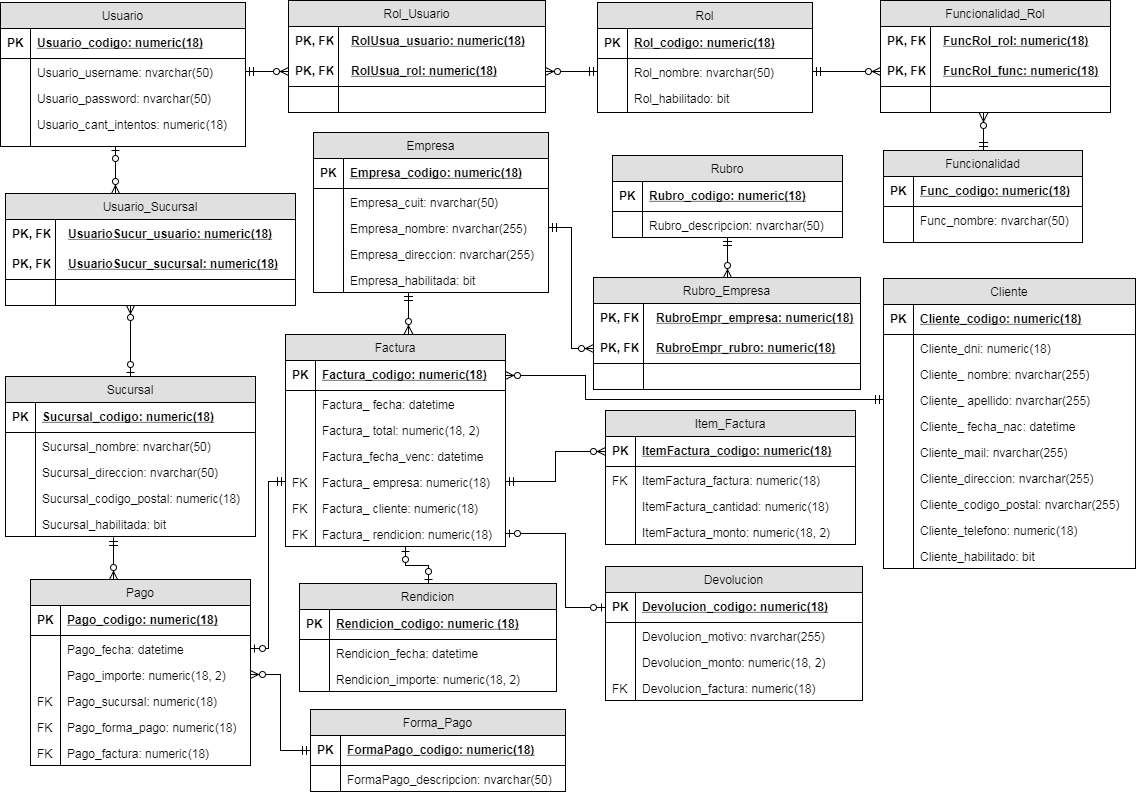 Usuario
PK Usuario_codigo: numeric(18)
Usuario_username: nvarchar(50)
Usuario_password: nvarchar(50)
Usuario_cant_intentos: numeric(18)
Rol_Usuario
PK, FK RolUsua_usuario: numeric(18)
PK, FK RolUsua_rol: numeric(18)
Rol
PK Rol_codigo: numeric(18)
Rol_nombre: nvarchar(50)
Rol_habilitado: bit
Funcionalidad_Rol
PK, FK FuncRol_rol: numeric(18)
PK, FK FuncRol_func: numeric(18)
Empresa
PK Empresa_codigo: numeric(18)
Empresa_cuit: nvarchar(50)
Empresa_nombre: nvarchar(255)
Empresa_direccion: nvarchar(255)
Empresa_habilitada: bit
Rubro
PK Rubro_codigo: numeric(18)
Rubro_descripcion: nvarchar(50)
Funcionalidad
PK Func_codigo: numeric(18)
Func_nombre: nvarchar(50)
Usuario_Sucursal
PK, FK UsuarioSucur_usuario: numeric(18)
PK, FK UsuarioSucur_sucursal: numeric(18)
Rubro_Empresa
PK, FK RubroEmpr_empresa: numeric(18)
PK, FK RubroEmpr_rubro: numeric(18)
Cliente
PK Cliente_codigo: numeric(18)
Cliente_dni: numeric(18)
Cliente_ nombre: nvarchar(255)
Cliente_ apellido: nvarchar(255)
Cliente_ fecha_nac: datetime
Cliente_mail: nvarchar(255)
Cliente_direccion: nvarchar(255)
Cliente_codigo_postal: nvarchar(255)
Cliente_telefono: numeric(18)
Cliente_habilitado: bit
Factura
PK Factura_codigo: numeric(18)
Factura_ fecha: datetime
Factura_ total: numeric(18, 2)
Factura_fecha_venc: datetime
FK Factura_ empresa: numeric(18)
FK Factura_ cliente: numeric(18)
FK Factura_ rendicion: numeric(18)
Sucursal
PK Sucursal_codigo: numeric(18)
Sucursal_nombre: nvarchar(50)
Sucursal_direccion: nvarchar(50)
Sucursal_codigo_postal: numeric(18)
Sucursal_habilitada: bit
Item_Factura
PK ItemFactura_codigo: numeric(18)
FK ItemFactura_factura: numeric(18)
ItemFactura_cantidad: numeric(18)
ItemFactura_monto: numeric(18, 2)
Pago
PK Pago_codigo: numeric(18)
Pago_fecha: datetime
Pago_importe: numeric(18, 2)
FK Pago_sucursal: numeric(18)
FK Pago_forma_pago: numeric(18)
FK Pago_factura: numeric(18)
Rendicion
PK Rendicion_codigo: numeric (18)
Rendicion_fecha: datetime
Rendicion_importe: numeric(18, 2)
Devolucion
PK Devolucion_codigo: numeric(18)
Devolucion_motivo: nvarchar(255)
Devolucion_monto: numeric(18, 2)
FK Devolucion_factura: numeric(18)
Forma_Pago
PK FormaPago_codigo: numeric(18)
FormaPago_descripcion: nvarchar(50)